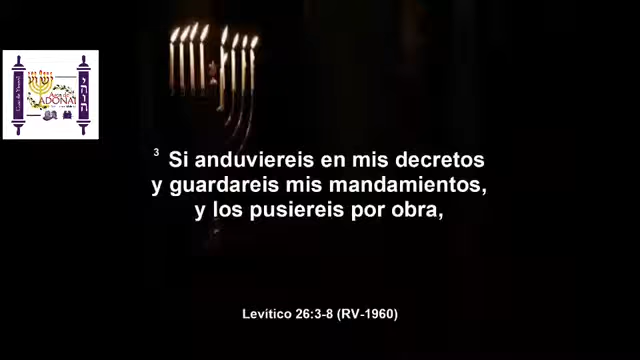 ADONAI
3 Si anduviereis en mis decretos
y guardareis mis mandamientos,
y los pusiereis por obra,
Levítico 26:3-8 (RV-1960)